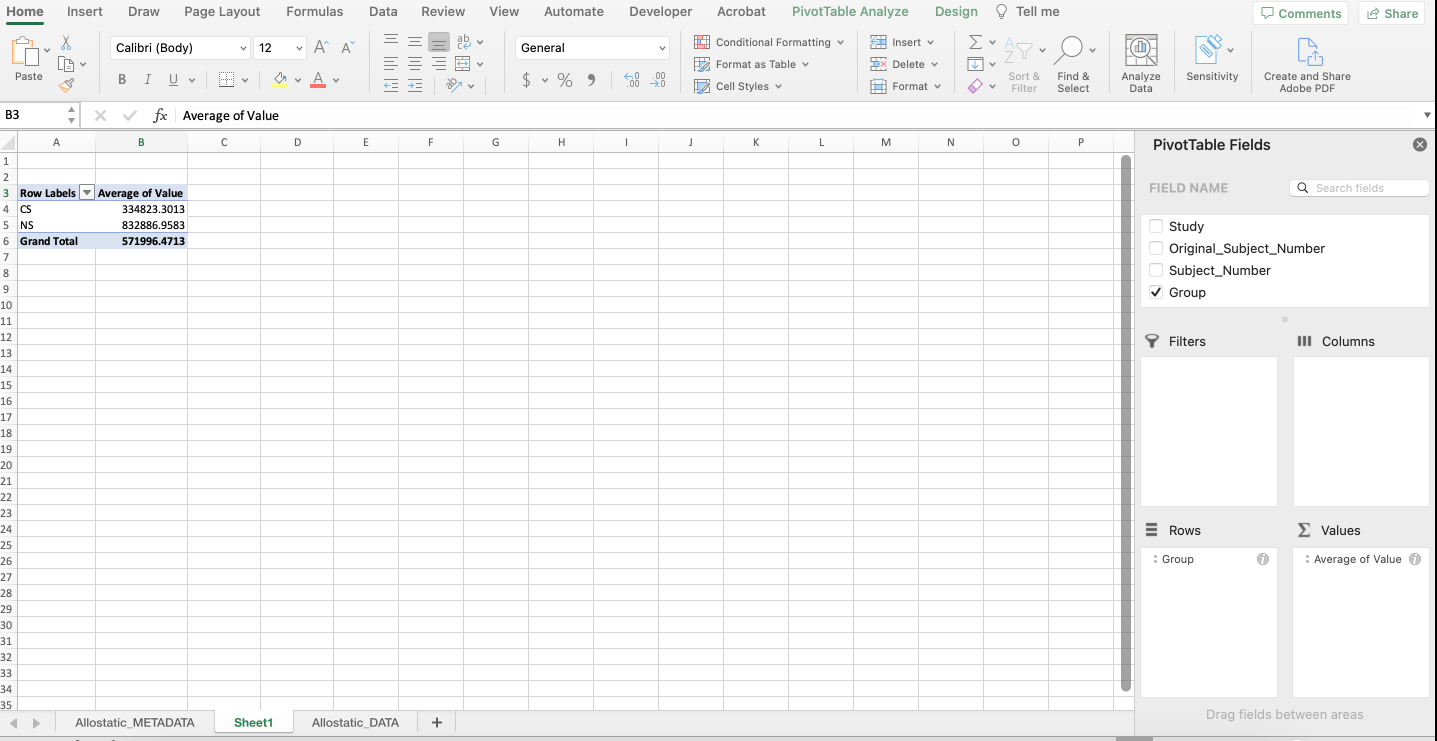 Home Insert Draw Page Layout Formulas Data Review View Automate Developer Acrobat PivotTable Analyze Design Tell me Comments Share
Paste
Calibri (Body) 12 A A
B I U A
ab
General
$ % 9 .00 .00
Conditional Formatting
Format as Table
Cell Styles
Insert
Delete
Format
Sort & Filter
Find & Select
Analyze Data
Sensitivity
Create and Share Adobe PDF
B3 fx Average of Value
A B C D E F G H I J K L M N O P
1
2
3 Row Labels Average of Value
4 CS 334823.3013
5 NS 832886.9583
6 Grand Total 571996.4713
7
8
9
10
11
12
13
14
15
16
17
18
19
20
21
22
23
24
25
26
27
28
29
30
31
32
33
34
35
PivotTable Fields
FIELD NAME Search fields
Study
Original_Subject_Number
Subject_Number
Group
Filters Columns
Rows Values
Group Average of Value
Drag fields between areas
Allostatic_METADATA Sheet1 Allostatic_DATA +